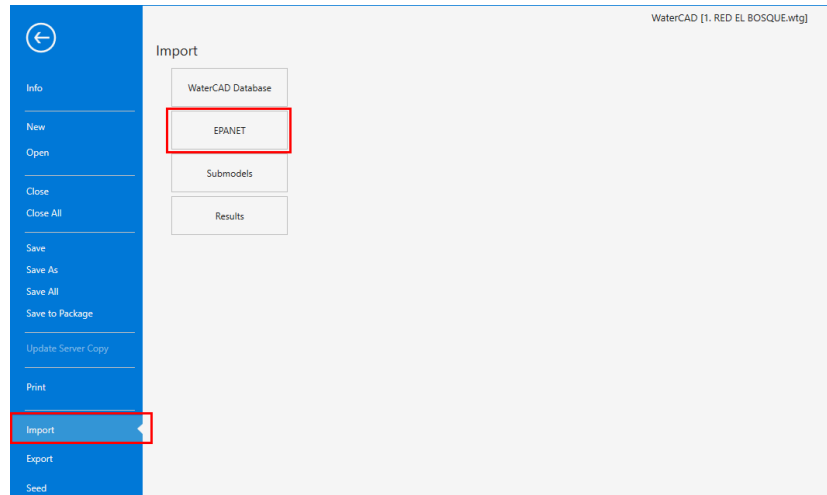 WaterCAD [1. RED EL BOSQUE.wtg]
Import
Info
New
Open
Close
Close All
Save
Save As
Save All
Save to Package
Update Server Copy
Print
Import
Export
Seed
WaterCAD Database
EPANET
Submodels
Results